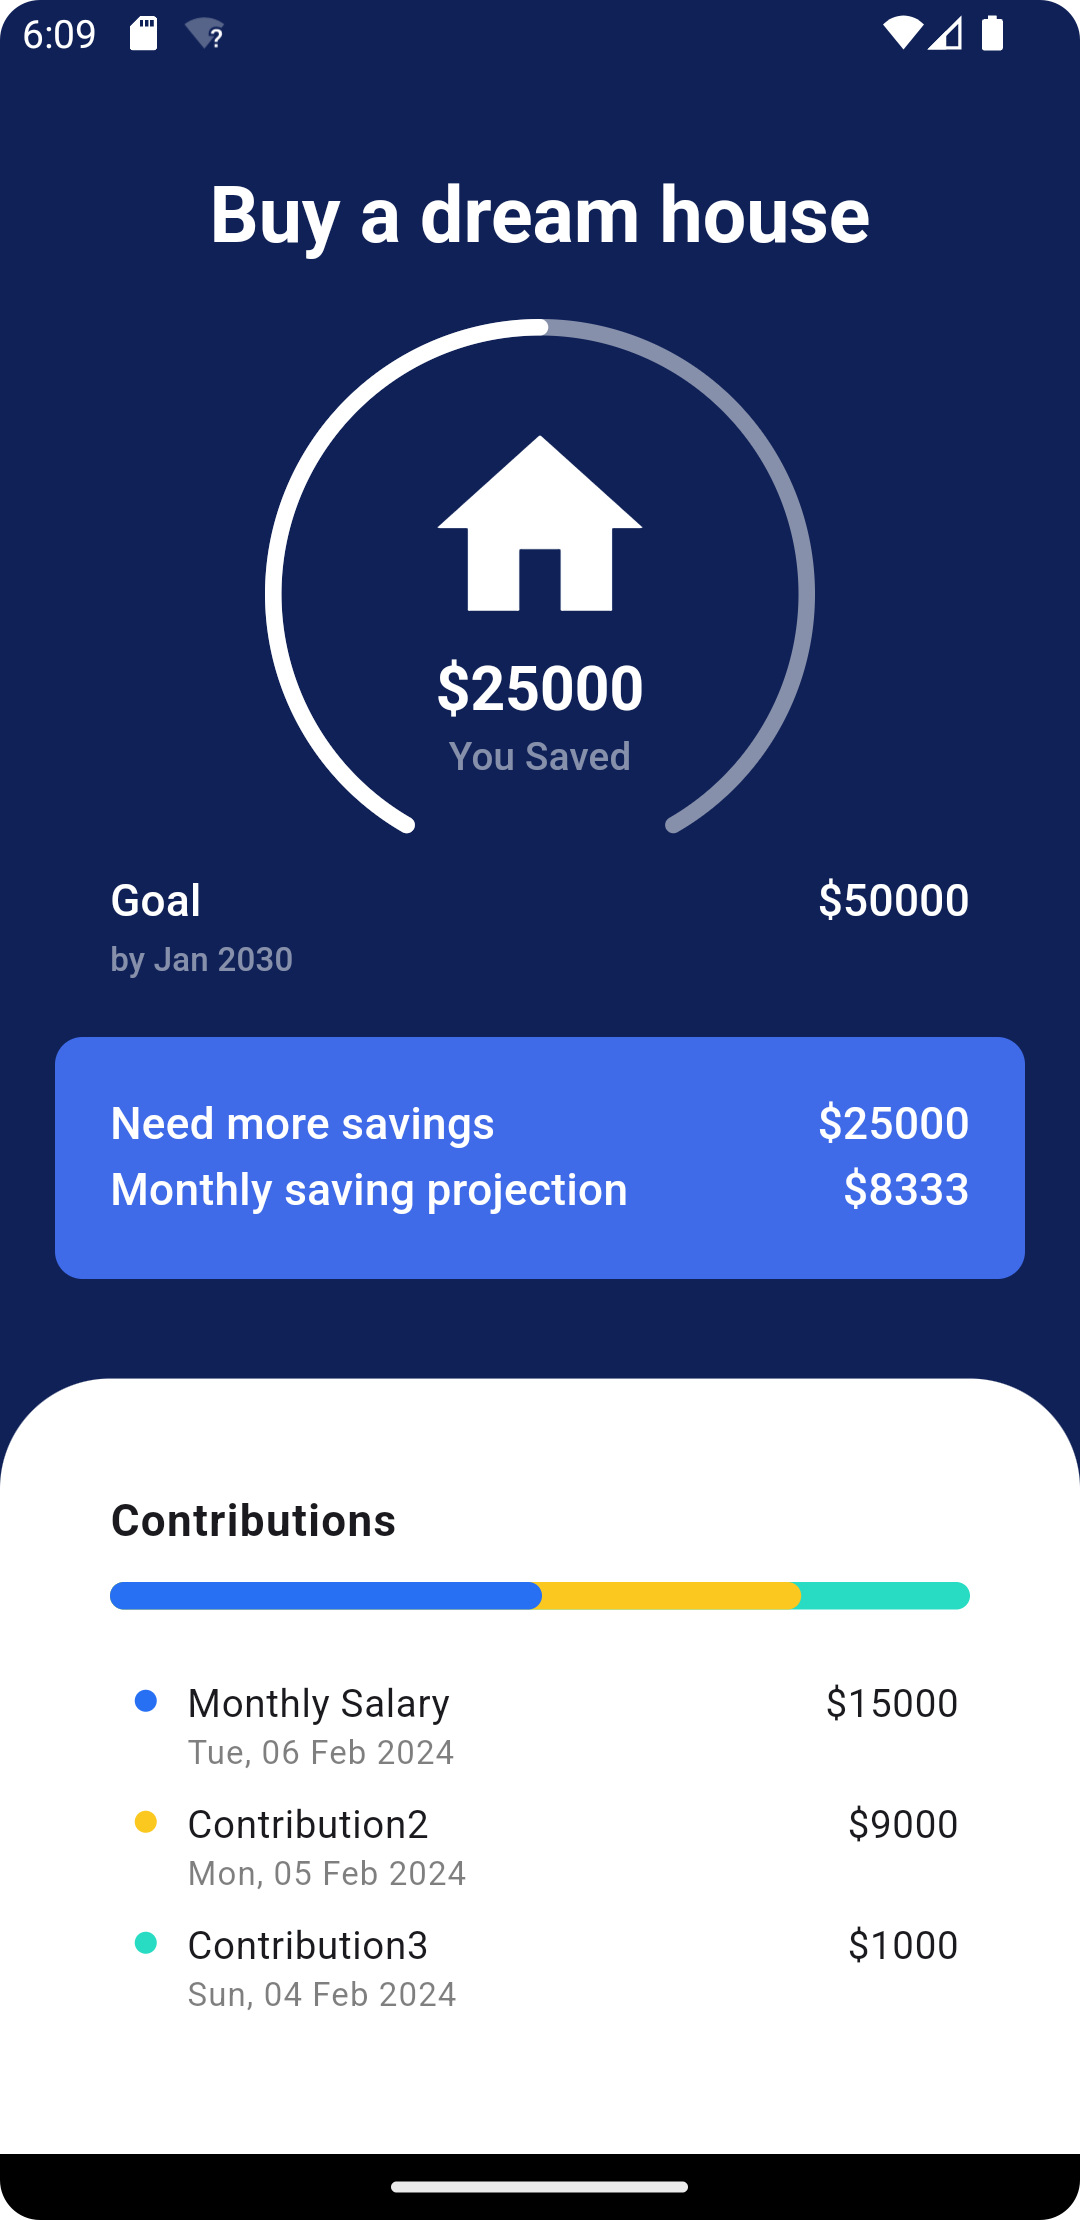 6:09
Buy a dream house
$25000
You Saved
Goal $50000
by Jan 2030
Need more savings $25000
Monthly saving projection $8333
Contributions
Monthly Salary $15000
Tue, 06 Feb 2024
Contribution2 $9000
Mon, 05 Feb 2024
Contribution3 $1000
Sun, 04 Feb 2024